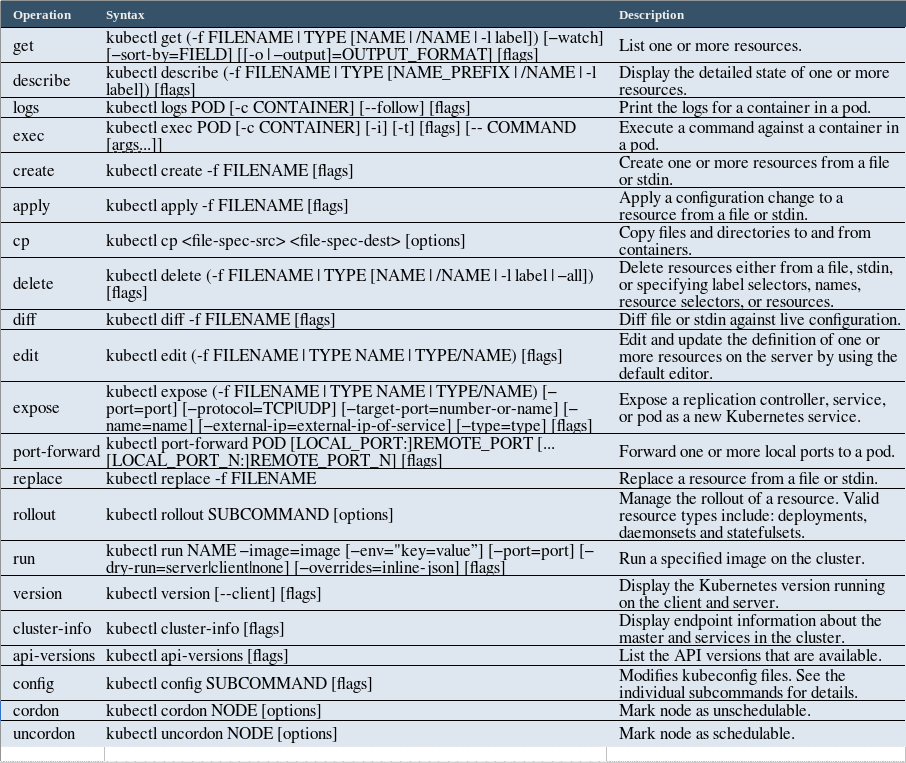 Operation Syntax Description
get kubectl get (-f FILENAME | TYPE [NAME | /NAME | -l label]) [–watch] List one or more resources.
[–sort-by=FIELD] [[-o | –output]=OUTPUT_FORMAT] [flags]
describe kubectl describe (-f FILENAME | TYPE [NAME_PREFIX | /NAME | -l Display the detailed state of one or more
label]) [flags] resources.
logs kubectl logs POD [-c CONTAINER] [--follow] [flags] Print the logs for a container in a pod.
exec kubectl exec POD [-c CONTAINER] [-i] [-t] [flags] [-- COMMAND Execute a command against a container in
[args...]] a pod.
create kubectl create -f FILENAME [flags] Create one or more resources from a file
or stdin.
apply kubectl apply -f FILENAME [flags] Apply a configuration change to a
resource from a file or stdin.
cp kubectl cp <file-spec-src> <file-spec-dest> [options] Copy files and directories to and from
containers.
delete kubectl delete (-f FILENAME | TYPE [NAME | /NAME | -l label | –all]) Delete resources either from a file, stdin,
[flags] or specifying label selectors, names,
resource selectors, or resources.
diff kubectl diff -f FILENAME [flags] Diff file or stdin against live configuration.
edit kubectl edit (-f FILENAME | TYPE NAME | TYPE/NAME) [flags] Edit and update the definition of one or
more resources on the server by using the
default editor.
expose kubectl expose (-f FILENAME | TYPE NAME | TYPE/NAME) [– Expose a replication controller, service,
port=port] [–protocol=TCP|UDP] [–target-port=number-or-name] [– or pod as a new Kubernetes service.
name=name] [–external-ip=external-ip-of-service] [–type=type] [flags]
port-forward kubectl port-forward POD [LOCAL_PORT:]REMOTE_PORT [... Forward one or more local ports to a pod.
[LOCAL_PORT_N:]REMOTE_PORT_N] [flags]
replace kubectl replace -f FILENAME Replace a resource from a file or stdin.
rollout kubectl rollout SUBCOMMAND [options] Manage the rollout of a resource. Valid
resource types include: deployments,
daemonsets and statefulsets.
run kubectl run NAME –image=image [–env="key=value”] [–port=port] [– Run a specified image on the cluster.
dry-run=server|client|none] [–overrides=inline-json] [flags]
version kubectl version [--client] [flags] Display the Kubernetes version running
on the client and server.
cluster-info kubectl cluster-info [flags] Display endpoint information about the
master and services in the cluster.
api-versions kubectl api-versions [flags] List the API versions that are available.
config kubectl config SUBCOMMAND [flags] Modifies kubeconfig files. See the
individual subcommands for details.
cordon kubectl cordon NODE [options] Mark node as unschedulable.
uncordon kubectl uncordon NODE [options] Mark node as schedulable.